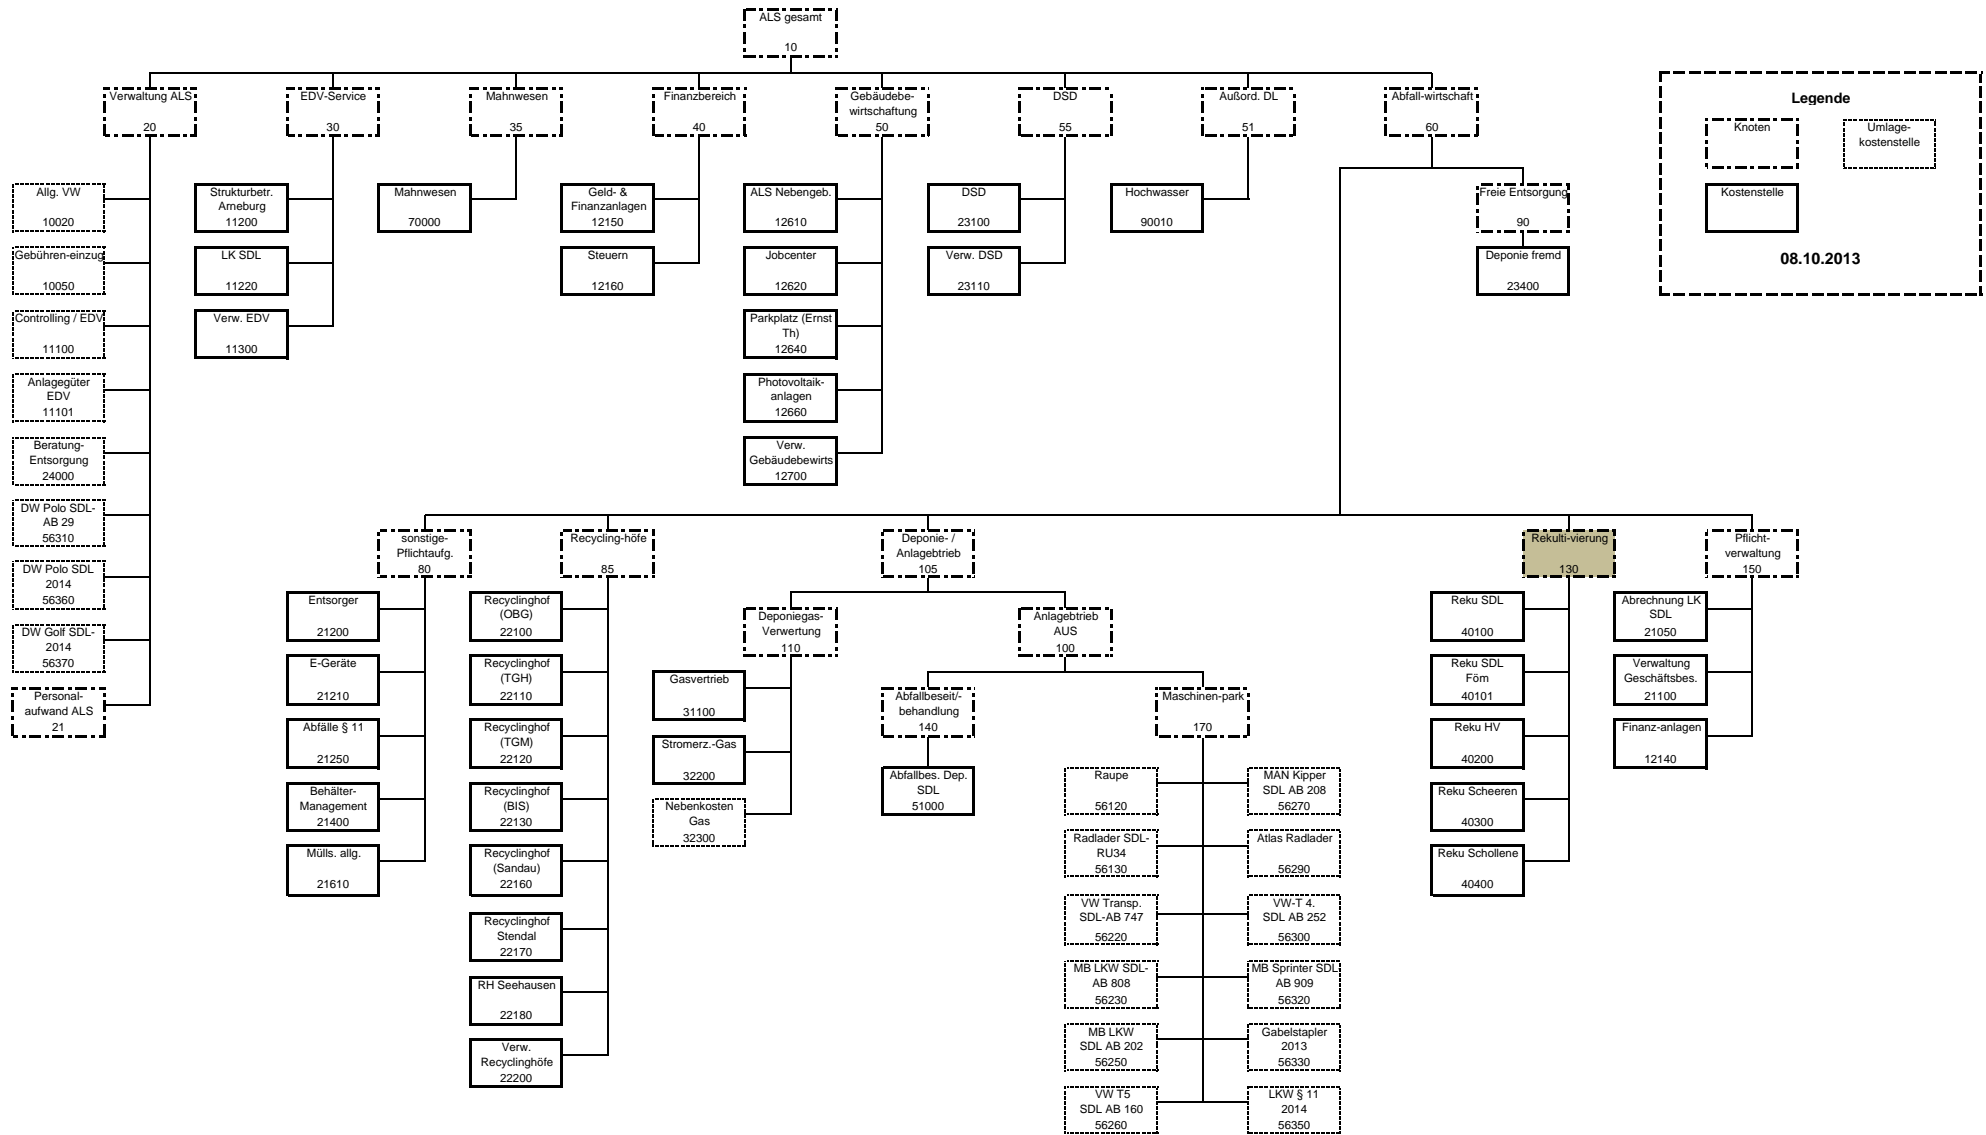 ALS gesamt
10
Verwaltung ALS
20
EDV-Service
30
Mahnwesen
35
Finanzbereich
40
Gebäudebe-
wirtschaftung
50
DSD
55
Außord. DL
51
Abfall-wirtschaft
60
Legende
Knoten
Umlage-
kostenstelle
Kostenstelle
08.10.2013
Allg. VW
10020
Gebühren-einzug
10050
Controlling / EDV
11100
Anlagegüter
EDV
11101
Beratung-
Entsorgung
24000
DW Polo SDL-
AB 29
56310
DW Polo SDL
2014
56360
DW Golf SDL-
2014
56370
Personal-
aufwand ALS
21
Strukturbetr.
Arneburg
11200
LK SDL
11220
Verw. EDV
11300
Mahnwesen
70000
Geld- &
Finanzanlagen
12150
Steuern
12160
ALS Nebengeb.
12610
Jobcenter
12620
Parkplatz (Ernst
Th)
12640
Photovoltaik-
anlagen
12660
Verw.
Gebäudebewirts
12700
DSD
23100
Verw. DSD
23110
Hochwasser
90010
Freie Entsorgung
90
Deponie fremd
23400
sonstige-
Pflichtaufg.
80
Entsorger
21200
E-Geräte
21210
Abfälle § 11
21250
Behälter-
Management
21400
Mülls. allg.
21610
Recycling-höfe
85
Recyclinghof
(OBG)
22100
Recyclinghof
(TGH)
22110
Recyclinghof
(TGM)
22120
Recyclinghof
(BIS)
22130
Recyclinghof
(Sandau)
22160
Recyclinghof
Stendal
22170
RH Seehausen
22180
Verw.
Recyclinghöfe
22200
Deponie- /
Anlagebtrieb
105
Deponiegas-
Verwertung
110
Gasvertrieb
31100
Stromerz.-Gas
32200
Nebenkosten
Gas
32300
Anlagebtrieb
AUS
100
Abfallbeseit/-
behandlung
140
Abfallbes. Dep.
SDL
51000
Maschinen-park
170
Raupe
56120
MAN Kipper
SDL AB 208
56270
Radlader SDL-
RU34
56130
Atlas Radlader
56290
VW Transp.
SDL-AB 747
56220
VW-T 4.
SDL AB 252
56300
MB LKW SDL-
AB 808
56230
MB Sprinter SDL
AB 909
56320
MB LKW
SDL AB 202
56250
Gabelstapler
2013
56330
VW T5
SDL AB 160
56260
LKW § 11
2014
56350
Rekulti-vierung
130
Reku SDL
40100
Reku SDL
Föm
40101
Reku HV
40200
Reku Scheeren
40300
Reku Schollene
40400
Pflicht-
verwaltung
150
Abrechnung LK
SDL
21050
Verwaltung
Geschäftsbes.
21100
Finanz-anlagen
12140